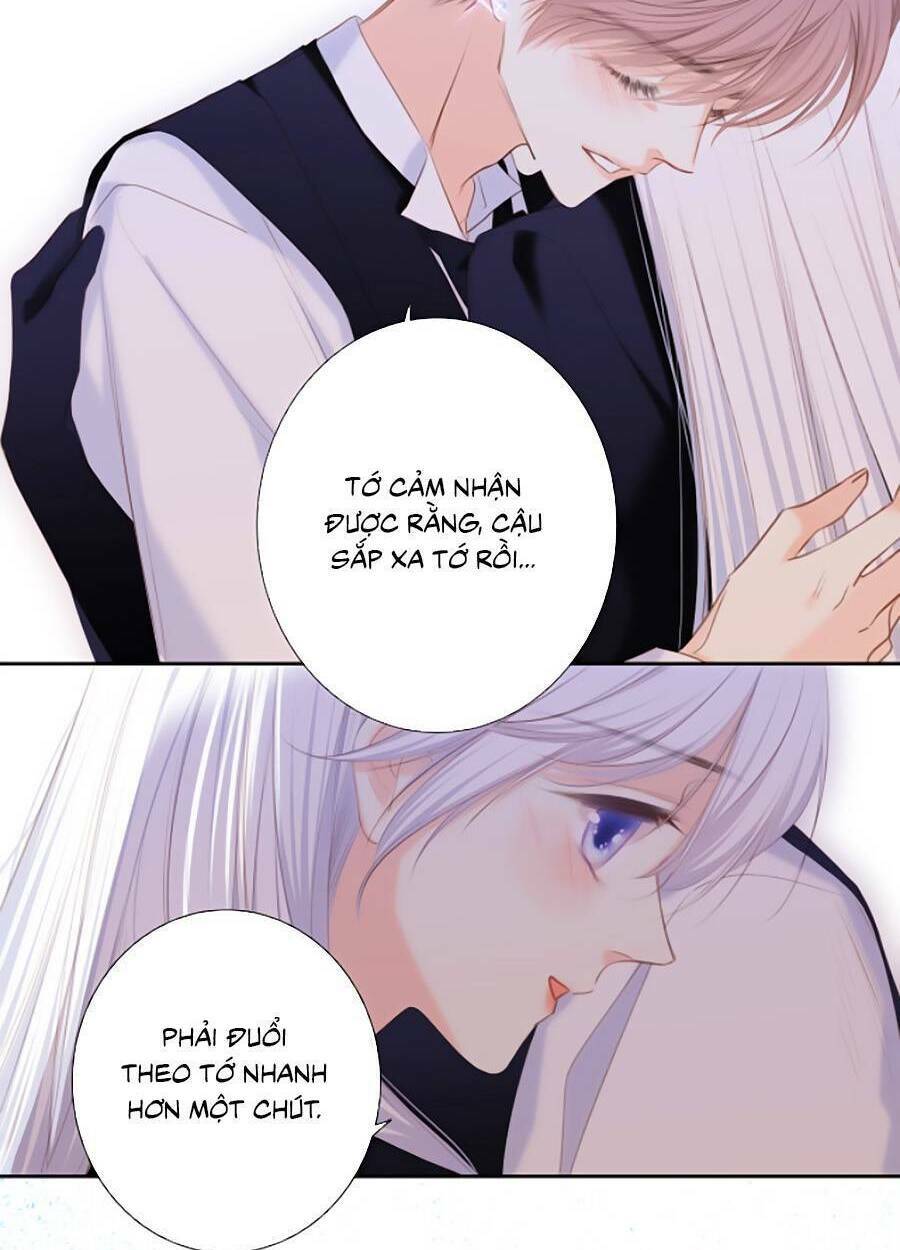 TỚ CẢM NHẬN
ĐƯỢC RẰNG, CẬU
SẮP XA TỚ RỒI...
PHẢI ĐUỔI
THEO TỚ NHANH
HƠN MỘT CHÚT.